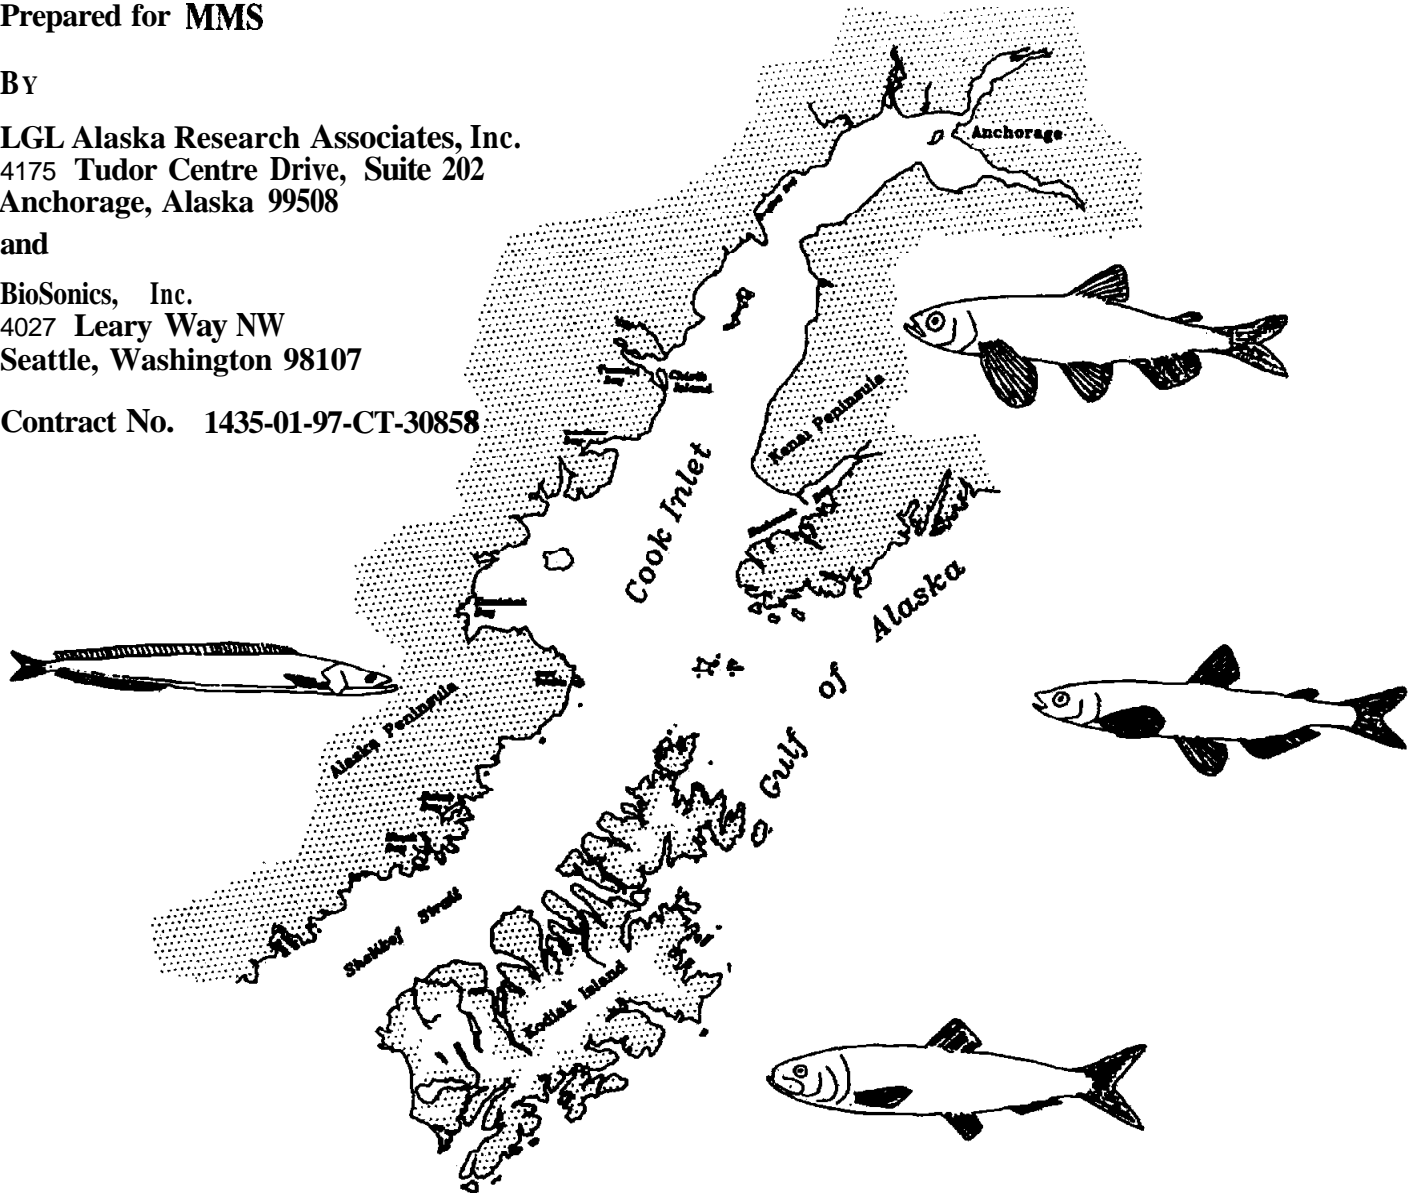 Prepared for MMS
BY
LGL Alaska Research Associates, Inc.
4175 Tudor Centre Drive, Suite 202
Anchorage, Alaska 99508
and
BioSonics, Inc.
4027 Leary Way NW
Seattle, Washington 98107
Contract No. 1435-01-97-CT-30858
Anchorage
Kenai Peninsula
Cook Inlet
Gulf of Alaska
Alaska Peninsula
Shelikof Strait
Kodiak Island